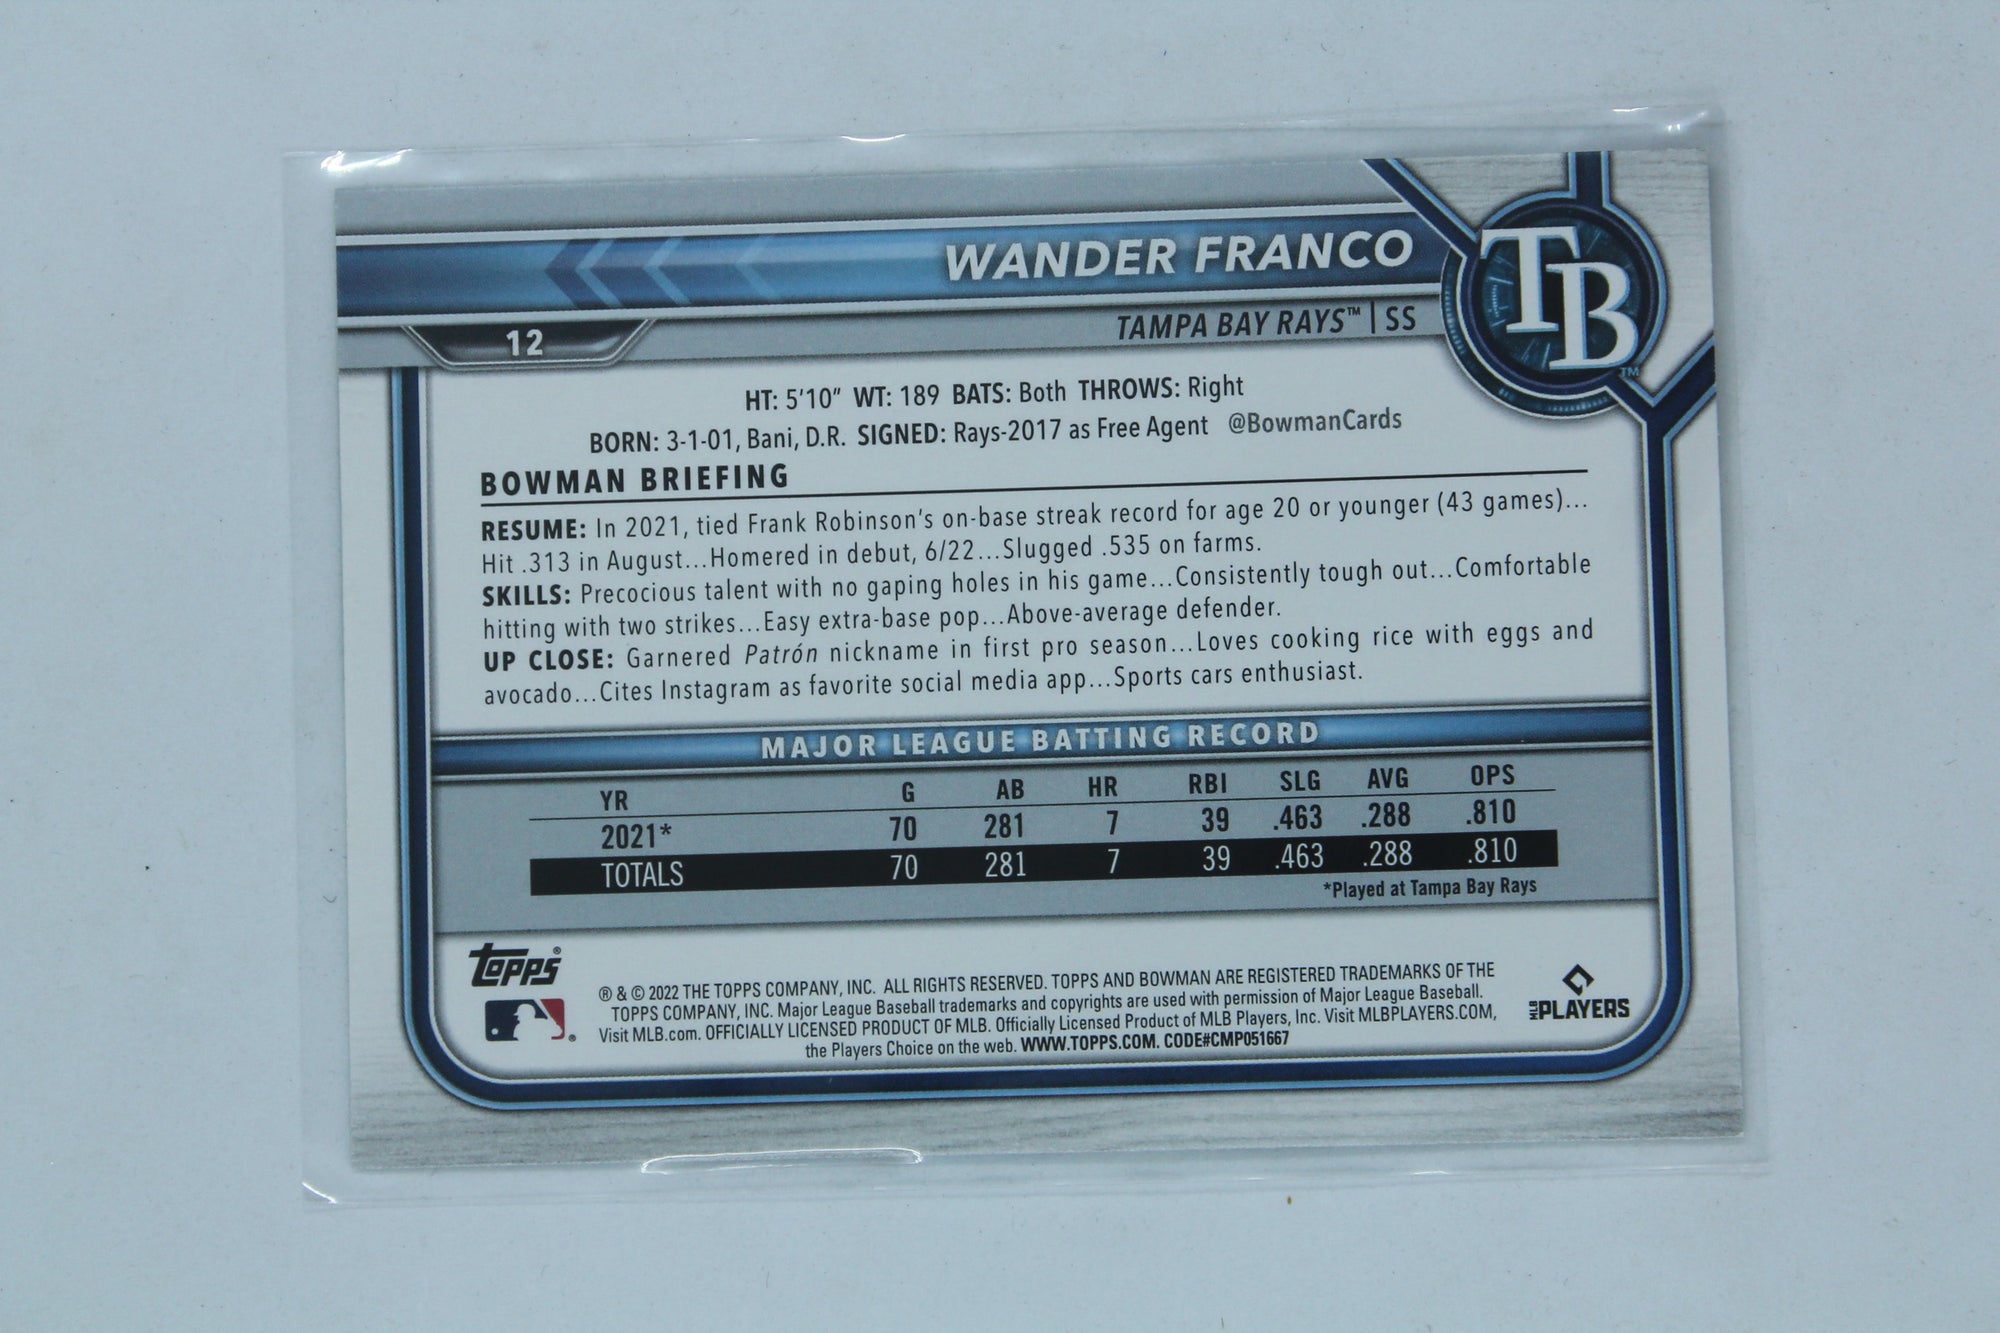 WANDER FRANCO
TB™
12
TAMPA BAY RAYS™ | SS
HT: 5'10" WT: 189 BATS: Both THROWS: Right
BORN: 3-1-01, Bani, D.R. SIGNED: Rays-2017 as Free Agent @BowmanCards
BOWMAN BRIEFING
RESUME: In 2021, tied Frank Robinson's on-base streak record for age 20 or younger (43 games)...
Hit .313 in August...Homered in debut, 6/22...Slugged .535 on farms.
SKILLS: Precocious talent with no gaping holes in his game...Consistently tough out...Comfortable
hitting with two strikes...Easy extra-base pop...Above-average defender.
UP CLOSE: Garnered Patrón nickname in first pro season...Loves cooking rice with eggs and
avocado...Cites Instagram as favorite social media app...Sports cars enthusiast.
MAJOR LEAGUE BATTING RECORD
YR G AB HR RBI SLG AVG OPS
2021* 70 281 7 39 .463 .288 .810
TOTALS 70 281 7 39 .463 .288 .810
*Played at Tampa Bay Rays
topps®
® & © 2022 THE TOPPS COMPANY, INC. ALL RIGHTS RESERVED. TOPPS AND BOWMAN ARE REGISTERED TRADEMARKS OF THE
TOPPS COMPANY, INC. Major League Baseball trademarks and copyrights are used with permission of Major League Baseball.
Visit MLB.com. OFFICIALLY LICENSED PRODUCT OF MLB. Officially Licensed Product of MLB Players, Inc. Visit MLBPLAYERS.COM,
the Players Choice on the web. WWW.TOPPS.COM. CODE#CMP051667
MLB PLAYERS